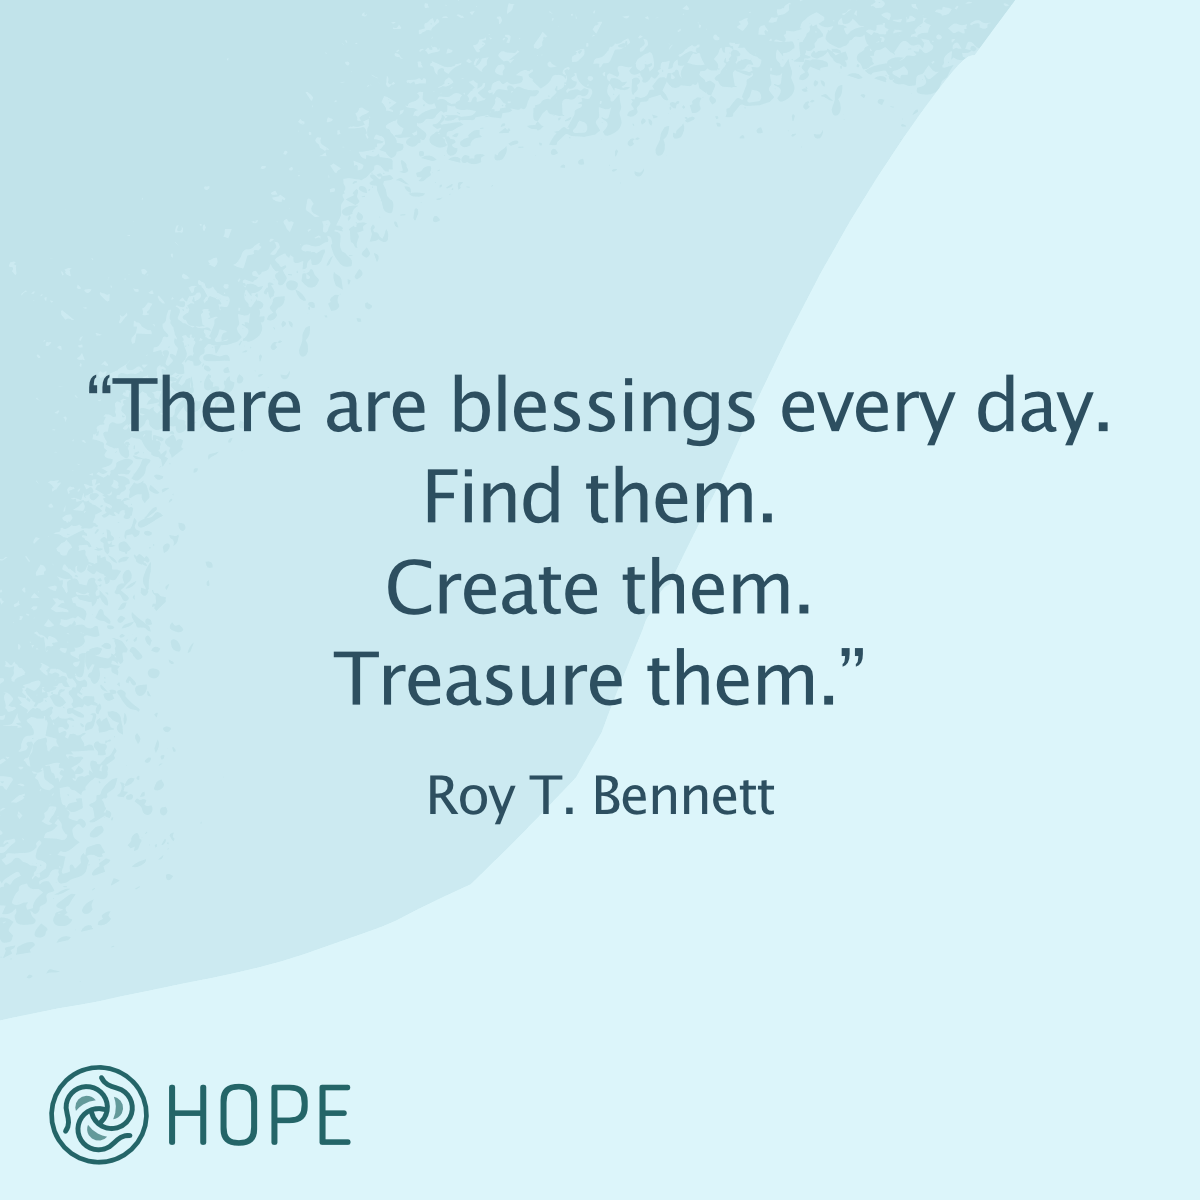 “There are blessings every day.
Find them.
Create them.
Treasure them.”
Roy T. Bennett
HOPE